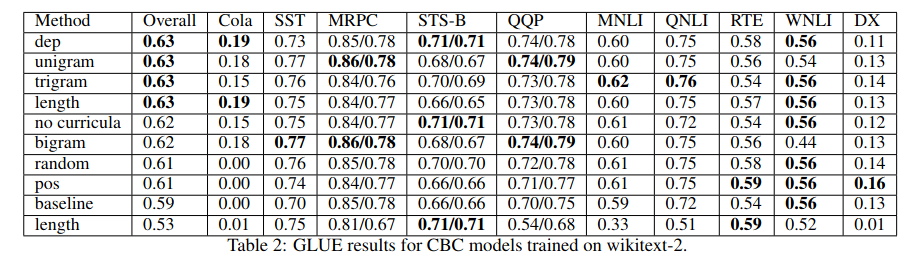 Method Overall Cola SST MRPC STS-B QQP MNLI QNLI RTE WNLI DX
dep 0.63 0.19 0.73 0.85/0.78 0.71/0.71 0.74/0.78 0.60 0.75 0.58 0.56 0.11
unigram 0.63 0.18 0.77 0.86/0.78 0.68/0.67 0.74/0.79 0.60 0.75 0.56 0.54 0.13
trigram 0.63 0.15 0.76 0.84/0.76 0.70/0.69 0.73/0.78 0.62 0.76 0.54 0.56 0.14
length 0.63 0.19 0.75 0.84/0.77 0.66/0.65 0.73/0.78 0.60 0.75 0.57 0.56 0.13
no curricula 0.62 0.15 0.75 0.84/0.77 0.71/0.71 0.73/0.78 0.61 0.72 0.54 0.56 0.12
bigram 0.62 0.18 0.77 0.86/0.78 0.68/0.67 0.74/0.79 0.60 0.75 0.56 0.44 0.13
random 0.61 0.00 0.76 0.85/0.78 0.70/0.70 0.72/0.78 0.61 0.75 0.58 0.56 0.14
pos 0.61 0.00 0.74 0.84/0.77 0.66/0.66 0.71/0.77 0.61 0.75 0.59 0.56 0.16
baseline 0.59 0.00 0.70 0.85/0.78 0.66/0.66 0.70/0.75 0.59 0.72 0.54 0.56 0.13
length 0.53 0.01 0.75 0.81/0.67 0.71/0.71 0.54/0.68 0.33 0.51 0.59 0.52 0.01
Table 2: GLUE results for CBC models trained on wikitext-2.